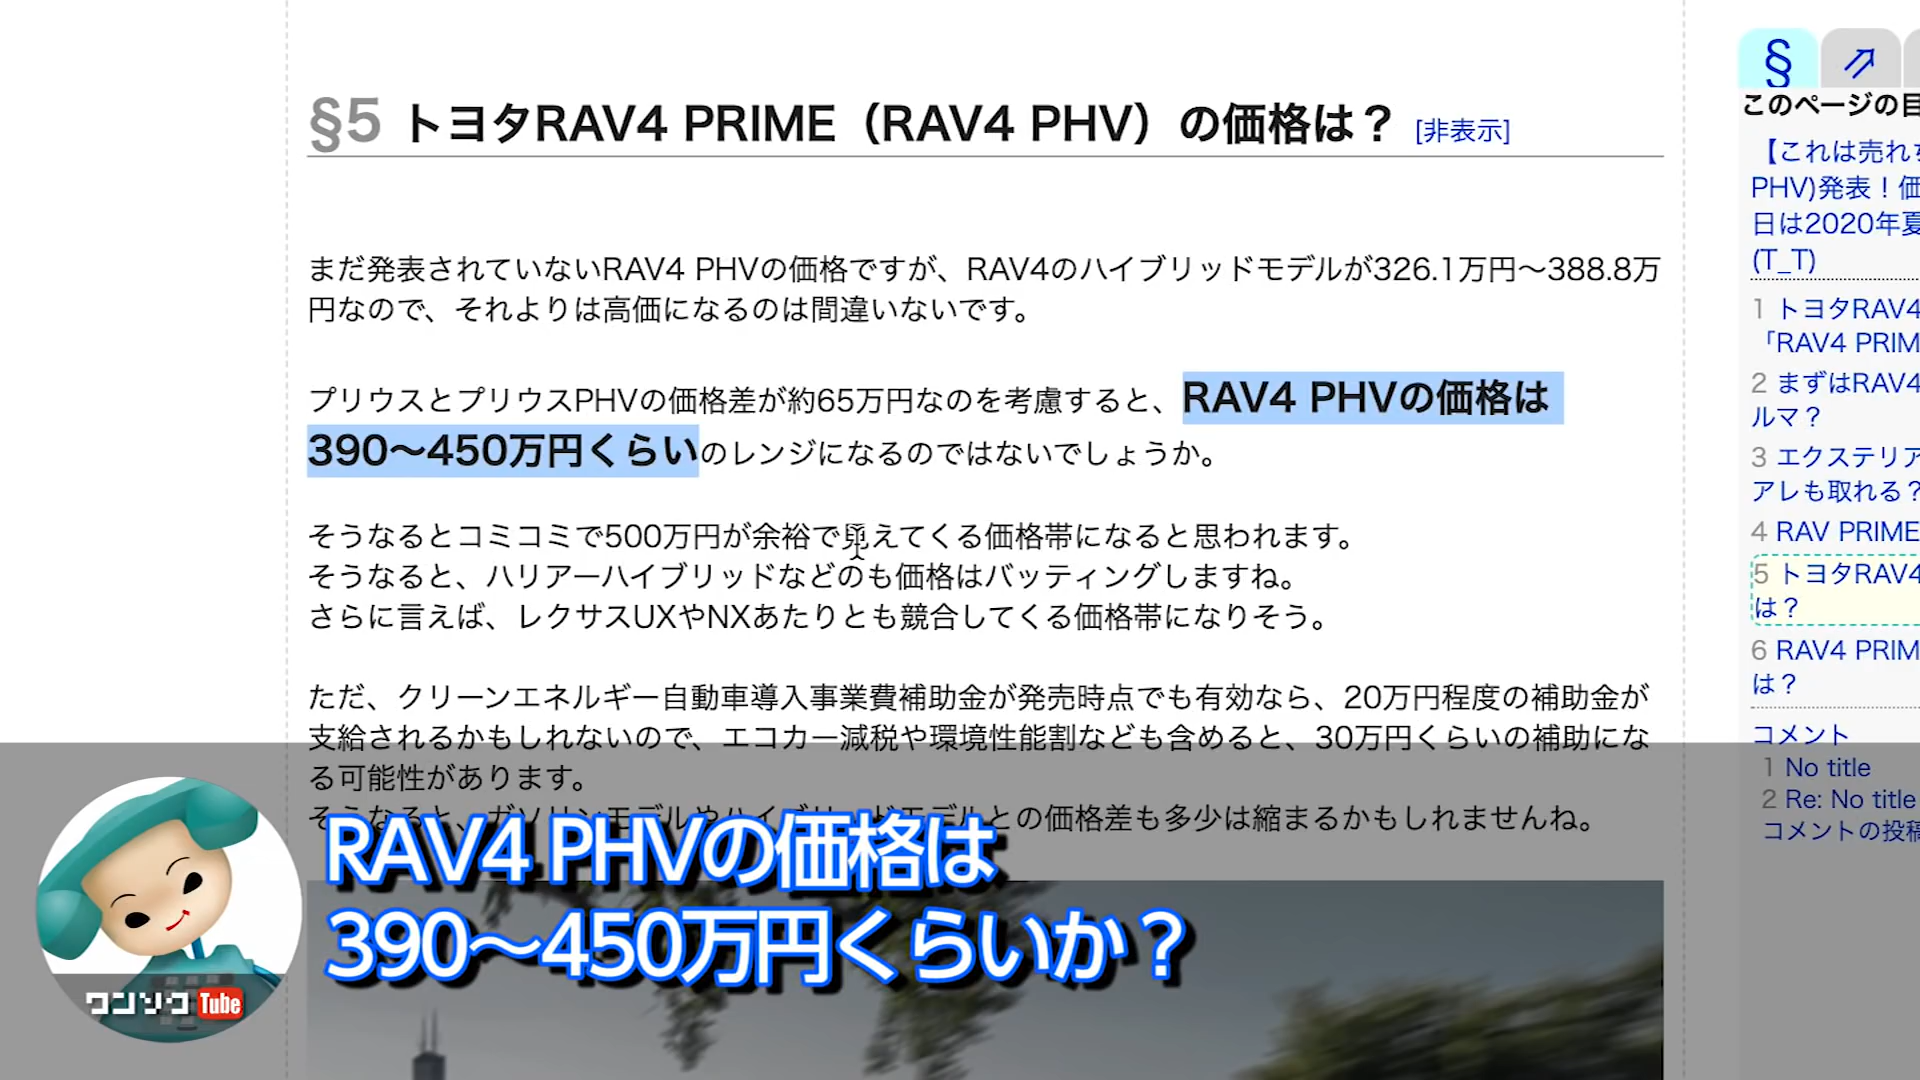 §5 トヨタRAV4 PRIME（RAV4 PHV）の価格は？ [非表示]
まだ発表されていないRAV4 PHVの価格ですが、RAV4のハイブリッドモデルが326.1万円〜388.8万
円なので、それよりは高価になるのは間違いないです。
プリウスとプリウスPHVの価格差が約65万円なのを考慮すると、RAV4 PHVの価格は
390〜450万円くらいのレンジになるのではないでしょうか。
そうなるとコミコミで500万円が余裕で見えてくる価格帯になると思われます。
そうなると、ハリアーハイブリッドなどのも価格はバッティングしますね。
さらに言えば、レクサスUXやNXあたりとも競合してくる価格帯になりそう。
ただ、クリーンエネルギー自動車導入事業費補助金が発売時点でも有効なら、20万円程度の補助金が
支給されるかもしれないので、エコカー減税や環境性能割なども含めると、30万円くらいの補助にな
る可能性があります。
そうなると、ガソリンモデルやハイブリッドモデルとの価格差も多少は縮まるかもしれませんね。
RAV4 PHVの価格は
390〜450万円くらいか？
ワンソク Tube
§
このページの目
【これは売れ
PHV)発表！価
日は2020年夏
(T_T)
1 トヨタRAV4
「RAV4 PRIM
2 まずはRAV4
ルマ？
3 エクステリア
アレも取れる？
4 RAV PRIME
5 トヨタRAV4
は？
6 RAV4 PRIM
は？
コメント
1 No title
2 Re: No title
コメントの投稿